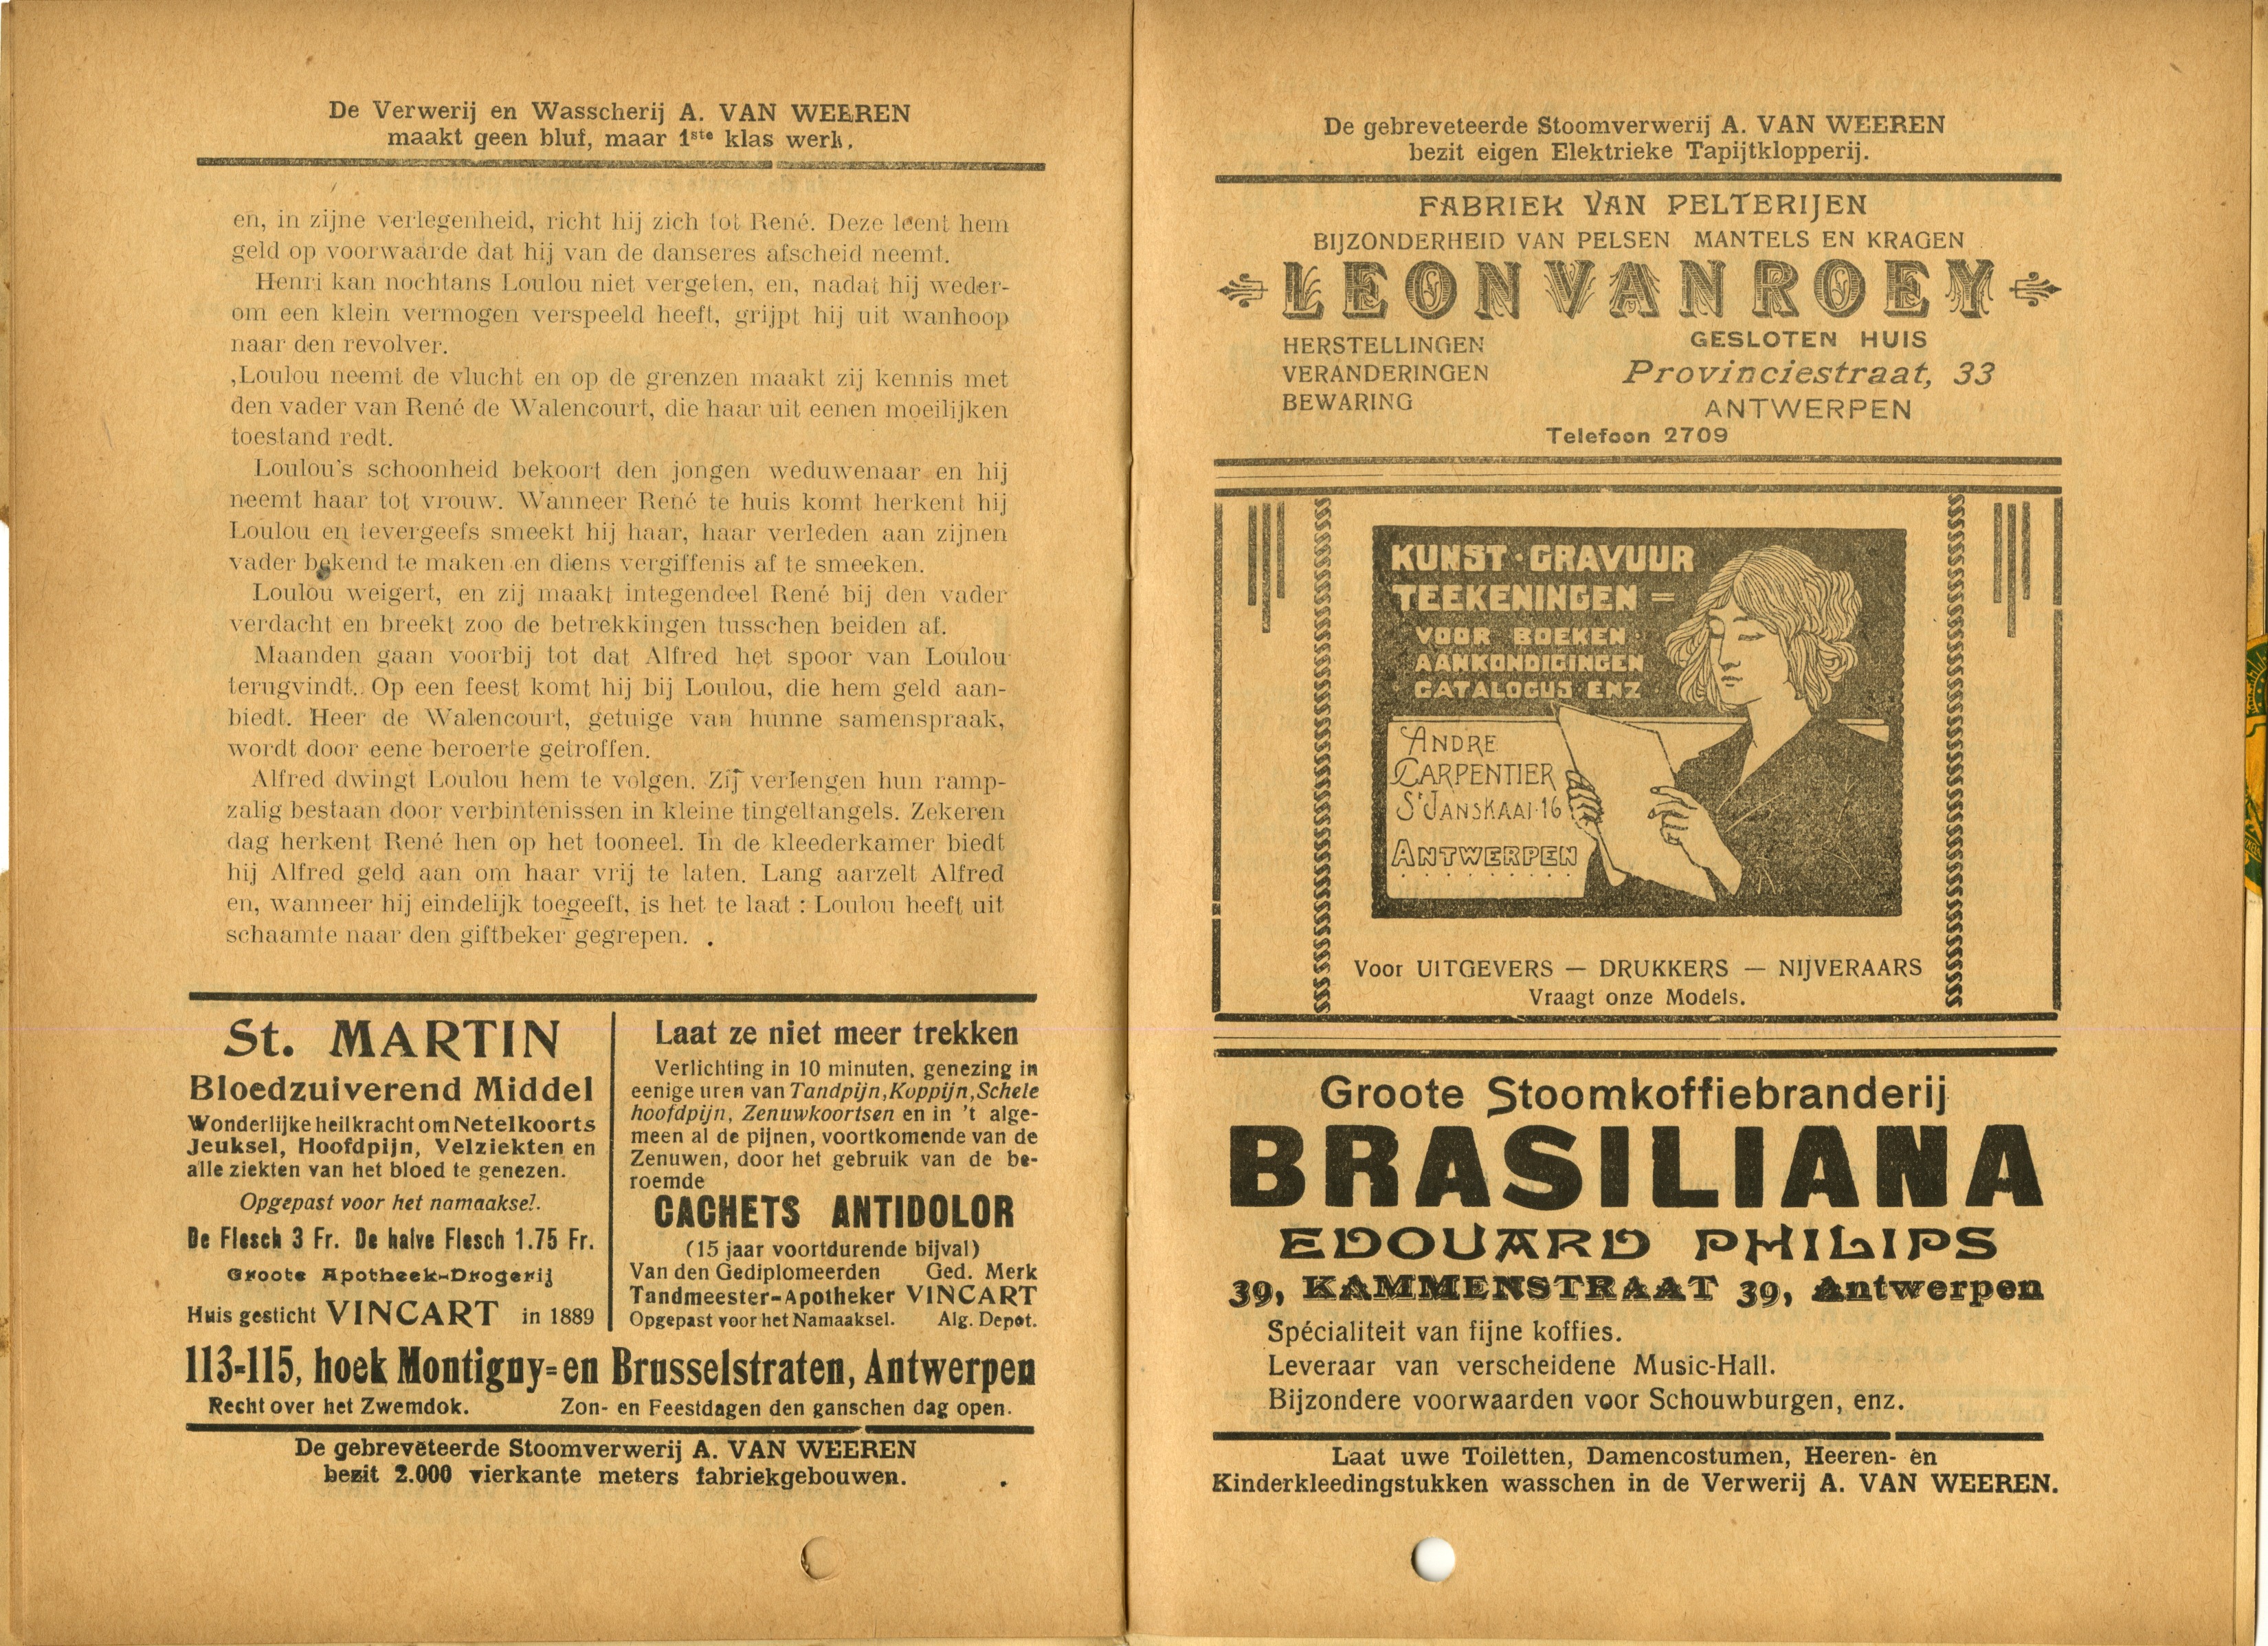 De Verwerij en Wasscherij A. VAN WEEREN
maakt geen bluf, maar 1ste klas werk.
en, in zijne verlegenheid, richt hij zich tot René. Deze leent hem
geld op voorwaarde dat hij van de danseres afscheid neemt.
Henri kan nochtans Loulou niet vergeten, en, nadat hij weder-
om een klein vermogen verspeeld heeft, grijpt hij uit wanhoop
naar den revolver.
,Loulou neemt de vlucht en op de grenzen maakt zij kennis met
den vader van René de Walencourt, die haar uit eenen moeilijken
toestand redt.
Loulou's schoonheid bekoort den jongen weduwenaar en hij
neemt haar tot vrouw. Wanneer René te huis komt herkent hij
Loulou en tevergeefs smeekt hij haar, haar verleden aan zijnen
vader bekend te maken en diens vergiffenis af te smeeken.
Loulou weigert, en zij maakt integendeel René bij den vader
verdacht en breekt zoo de betrekkingen tusschen beiden af.
Maanden gaan voorbij tot dat Alfred het spoor van Loulou
terugvindt. Op een feest komt hij bij Loulou, die hem geld aan-
biedt. Heer de Walencourt, getuige van hunne samenspraak,
wordt door eene beroerte getroffen.
Alfred dwingt Loulou hem te volgen. Zij verlengen hun ramp-
zalig bestaan door verbintenissen in kleine tingeltangels. Zekeren
dag herkent René hen op het tooneel. In de kleederkamer biedt
hij Alfred geld aan om haar vrij te laten. Lang aarzelt Alfred
en, wanneer hij eindelijk toegeeft, is het te laat : Loulou heeft uit
schaamte naar den giftbeker gegrepen.
St. MARTIN
Bloedzuiverend Middel
Wonderlijke heilkracht om Netelkoorts
Jeuksel, Hoofdpijn, Velziekten en
alle ziekten van het bloed te genezen.
Opgepast voor het namaaksel.
De Flesch 3 Fr. De halve Flesch 1.75 Fr.
Groote Apotheek-Drogerij
Huis gesticht VINCART in 1889
Laat ze niet meer trekken
Verlichting in 10 minuten, genezing in
eenige uren van Tandpijn, Koppijn, Schele
hoofdpijn, Zenuwkoortsen en in 't alge-
meen al de pijnen, voortkomende van de
Zenuwen, door het gebruik van de be-
roemde
CACHETS ANTIDOLOR
(15 jaar voortdurende bijval)
Van den Gediplomeerden Ged. Merk
Tandmeester-Apotheker VINCART
Opgepast voor het Namaaksel. Alg. Depot.
113-115, hoek Montigny- en Brusselstraten, Antwerpen
Recht over het Zwemdok. Zon- en Feestdagen den ganschen dag open.
De gebreveteerde Stoomverwerij A. VAN WEEREN
bezit 2.000 vierkante meters fabriekgebouwen.
De gebreveteerde Stoomverwerij A. VAN WEEREN
bezit eigen Elektrieke Tapijtklopperij.
FABRIEK VAN PELTERIJEN
BIJZONDERHEID VAN PELSEN MANTELS EN KRAGEN
LEON VAN ROEY
HERSTELLINGEN
VERANDERINGEN
BEWARING
GESLOTEN HUIS
Provinciestraat, 33
ANTWERPEN
Telefoon 2709
KUNST·GRAVUUR
TEEKENINGEN =
VOOR BOEKEN
AANKONDIGINGEN
CATALOGUS·ENZ
ANDRE
CARPENTIER
ST JANSKAAI·16
ANTWERPEN
Voor UITGEVERS — DRUKKERS — NIJVERAARS
Vraagt onze Models.
Groote Stoomkoffiebranderij
BRASILIANA
EDOUARD PHILIPS
39, KAMMENSTRAAT 39, Antwerpen
Spécialiteit van fijne koffies.
Leveraar van verscheidene Music-Hall.
Bijzondere voorwaarden voor Schouwburgen, enz.
Laat uwe Toiletten, Damencostumen, Heeren- en
Kinderkleedingstukken wasschen in de Verwerij A. VAN WEEREN.